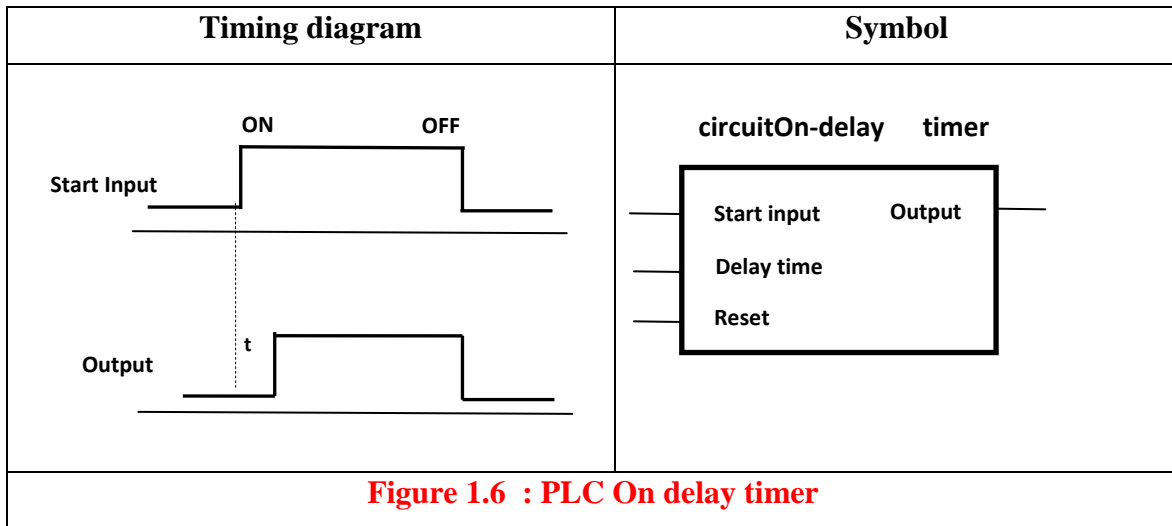 Timing diagram
Symbol
ON OFF
Start Input
t
Output
circuitOn-delay timer
Start input Output
Delay time
Reset
Figure 1.6 : PLC On delay timer